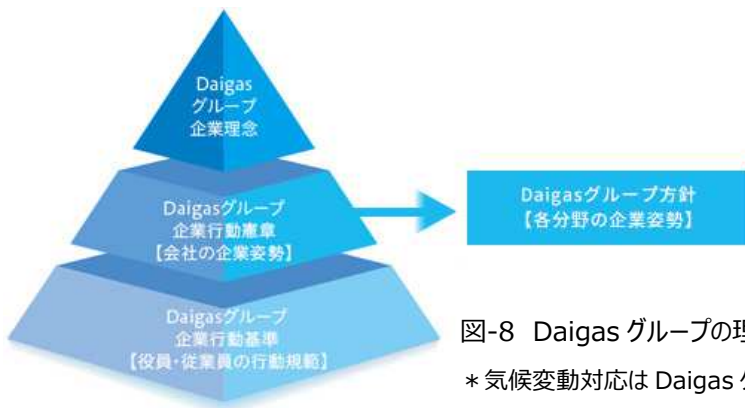 Daigas
グループ
企業理念
Daigasグループ
企業行動憲章
【会社の企業姿勢】
Daigasグループ方針
【各分野の企業姿勢】
Daigasグループ
企業行動基準
【役員・従業員の行動規範】
図-8 Daigas グループの理
＊気候変動対応は Daigas